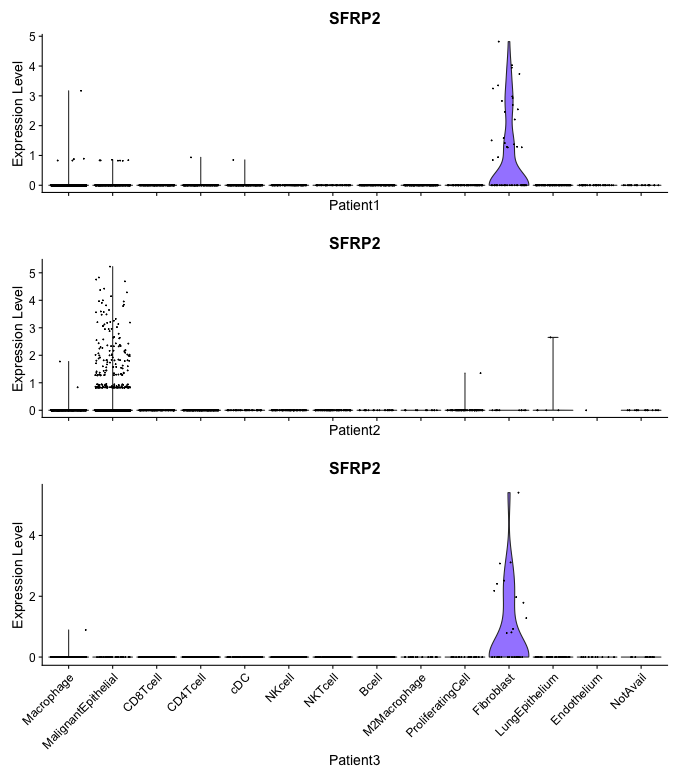 SFRP2
Expression Level
5
4
3
2
1
0
Patient1
SFRP2
Expression Level
5
4
3
2
1
0
Patient2
SFRP2
Expression Level
4
2
0
Macrophage
MalignantEpithelial
CD8Tcell
CD4Tcell
cDC
NKcell
NKTcell
Bcell
M2Macrophage
ProliferatingCell
Fibroblast
LungEpithelium
Endothelium
NotAvail
Patient3